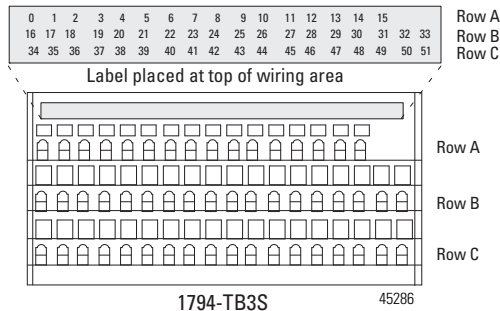 0 1 2 3 4 5 6 7 8 9 10 11 12 13 14 15 Row A
16 17 18 19 20 21 22 23 24 25 26 27 28 29 30 31 32 33 Row B
34 35 36 37 38 39 40 41 42 43 44 45 46 47 48 49 50 51 Row C
Label placed at top of wiring area
Row A
Row B
Row C
1794-TB3S 45286